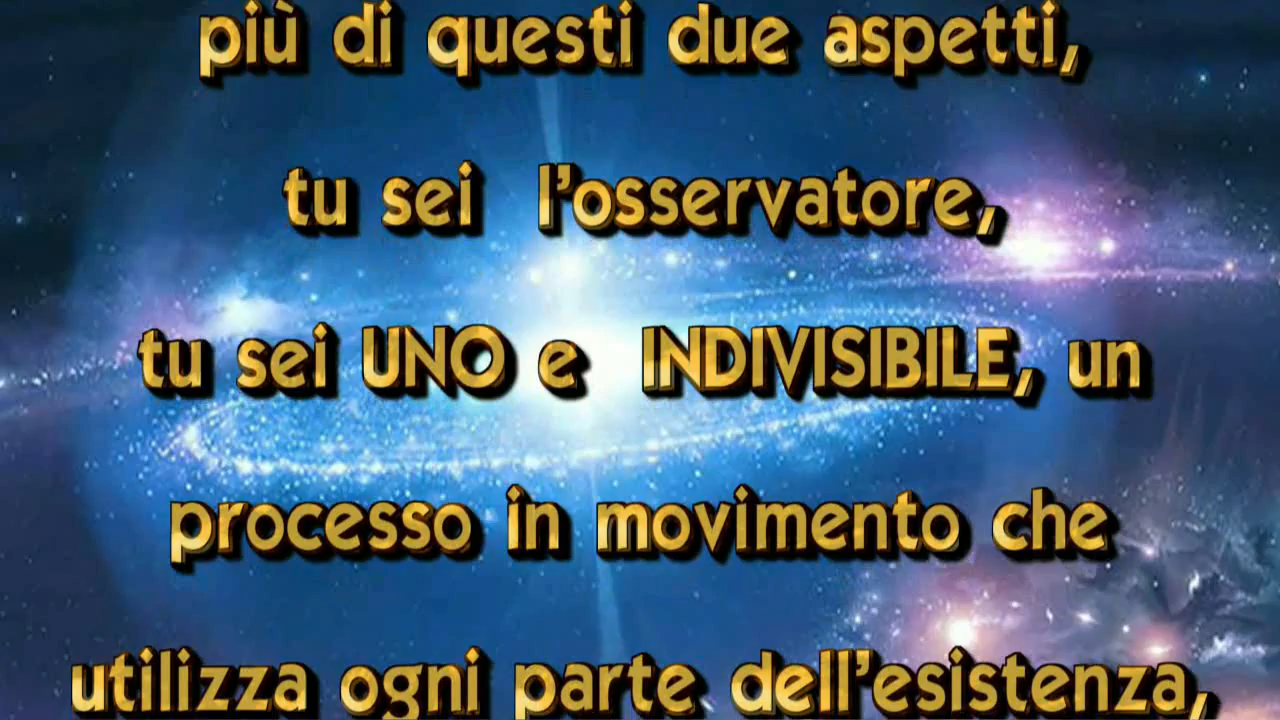 più di questi due aspetti,
tu sei l'osservatore,
tu sei UNO e INDIVISIBILE, un
processo in movimento che
utilizza ogni parte dell'esistenza,